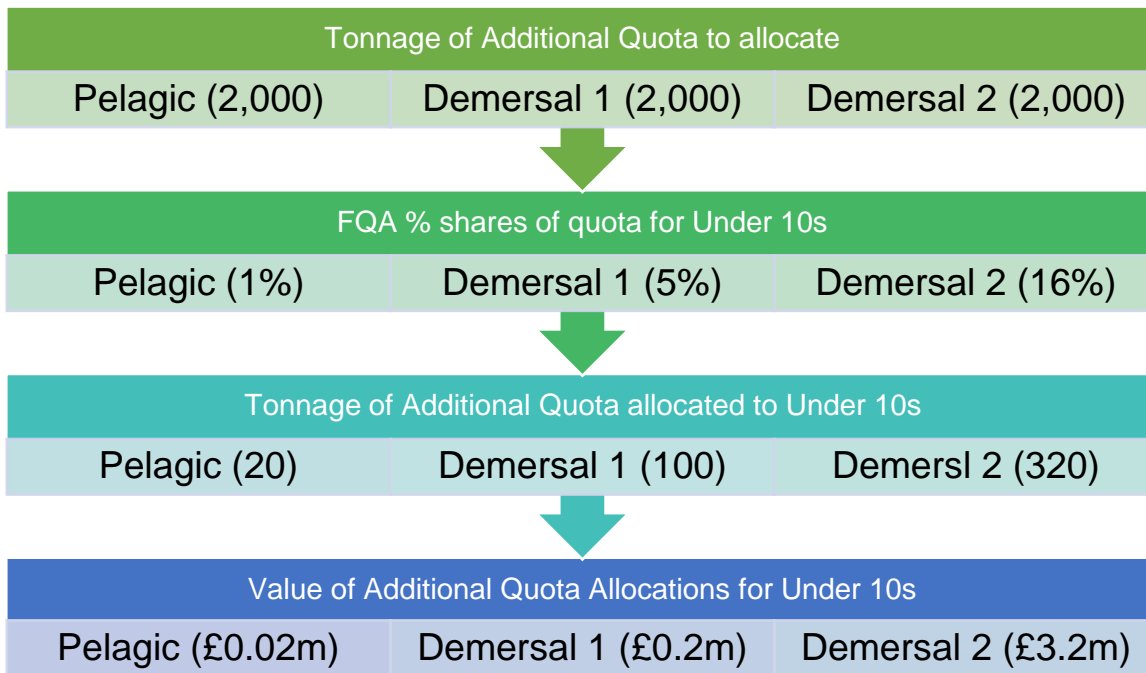 Tonnage of Additional Quota to allocate
Pelagic (2,000) Demersal 1 (2,000) Demersal 2 (2,000)
FQA % shares of quota for Under 10s
Pelagic (1%) Demersal 1 (5%) Demersal 2 (16%)
Tonnage of Additional Quota allocated to Under 10s
Pelagic (20) Demersal 1 (100) Demersl 2 (320)
Value of Additional Quota Allocations for Under 10s
Pelagic (£0.02m) Demersal 1 (£0.2m) Demersal 2 (£3.2m)